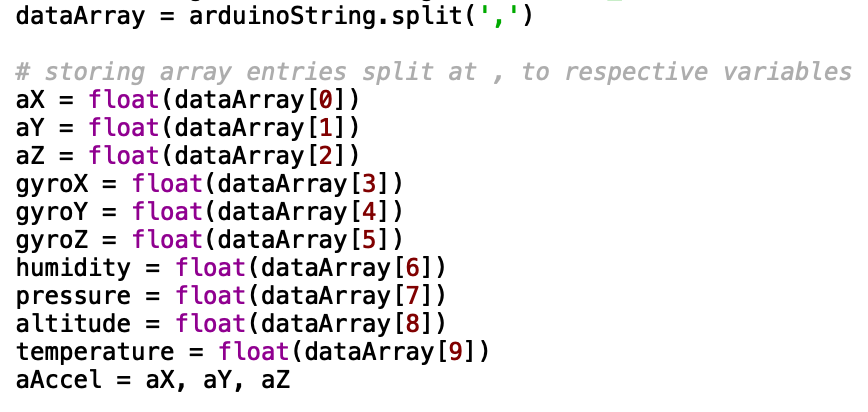 dataArray = arduinoString.split(',')
# storing array entries split at , to respective variables
aX = float(dataArray[0])
aY = float(dataArray[1])
aZ = float(dataArray[2])
gyroX = float(dataArray[3])
gyroY = float(dataArray[4])
gyroZ = float(dataArray[5])
humidity = float(dataArray[6])
pressure = float(dataArray[7])
altitude = float(dataArray[8])
temperature = float(dataArray[9])
aAccel = aX, aY, aZ